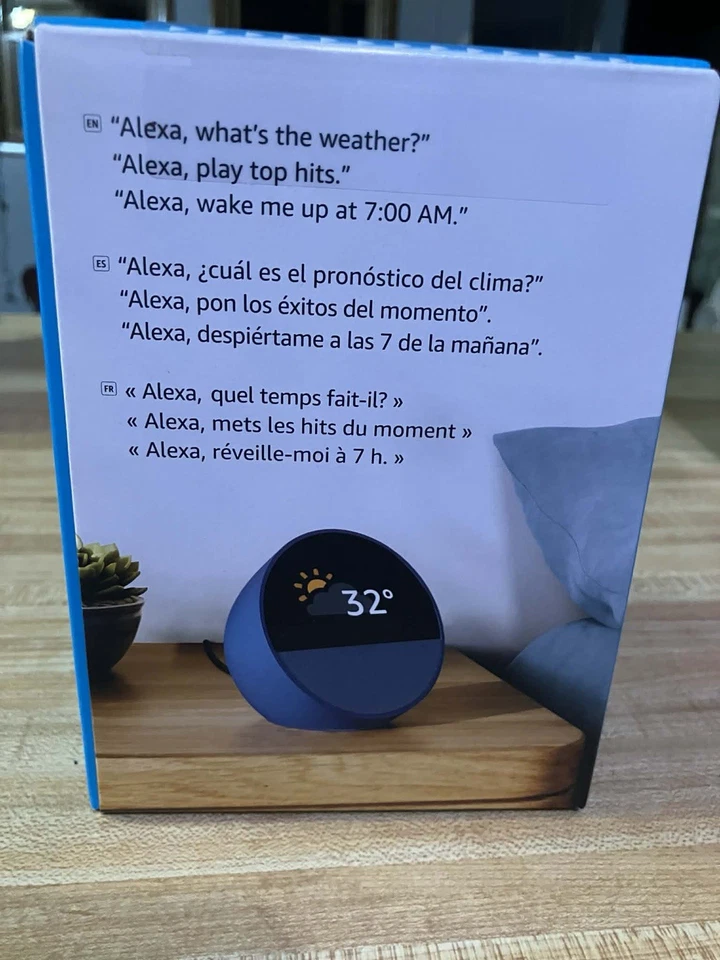 EN "Alexa, what's the weather?"
"Alexa, play top hits."
"Alexa, wake me up at 7:00 AM."
ES "Alexa, ¿cuál es el pronóstico del clima?"
"Alexa, pon los éxitos del momento".
"Alexa, despiértame a las 7 de la mañana".
FR « Alexa, quel temps fait-il? »
« Alexa, mets les hits du moment »
« Alexa, réveille-moi à 7 h. »
32°